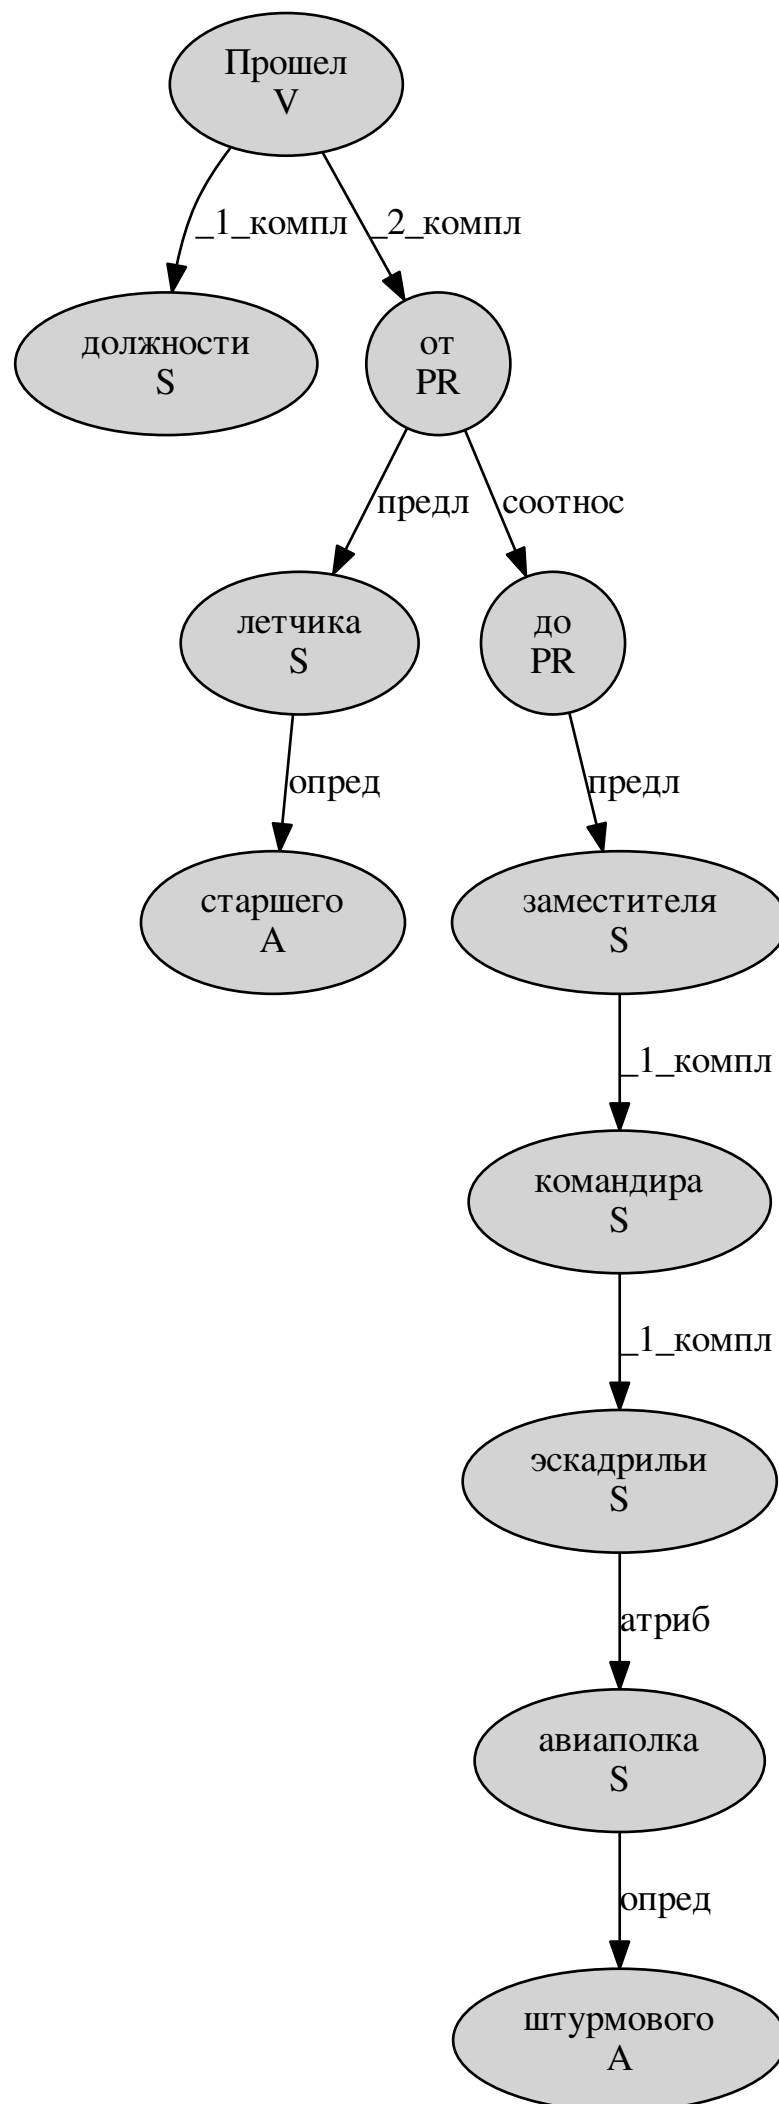 Прошел
V
_1_компл
_2_компл
должности
S
от
PR
предл
соотнос
летчика
S
до
PR
опред
предл
старшего
A
заместителя
S
_1_компл
командира
S
_1_компл
эскадрильи
S
атриб
авиаполка
S
опред
штурмового
A